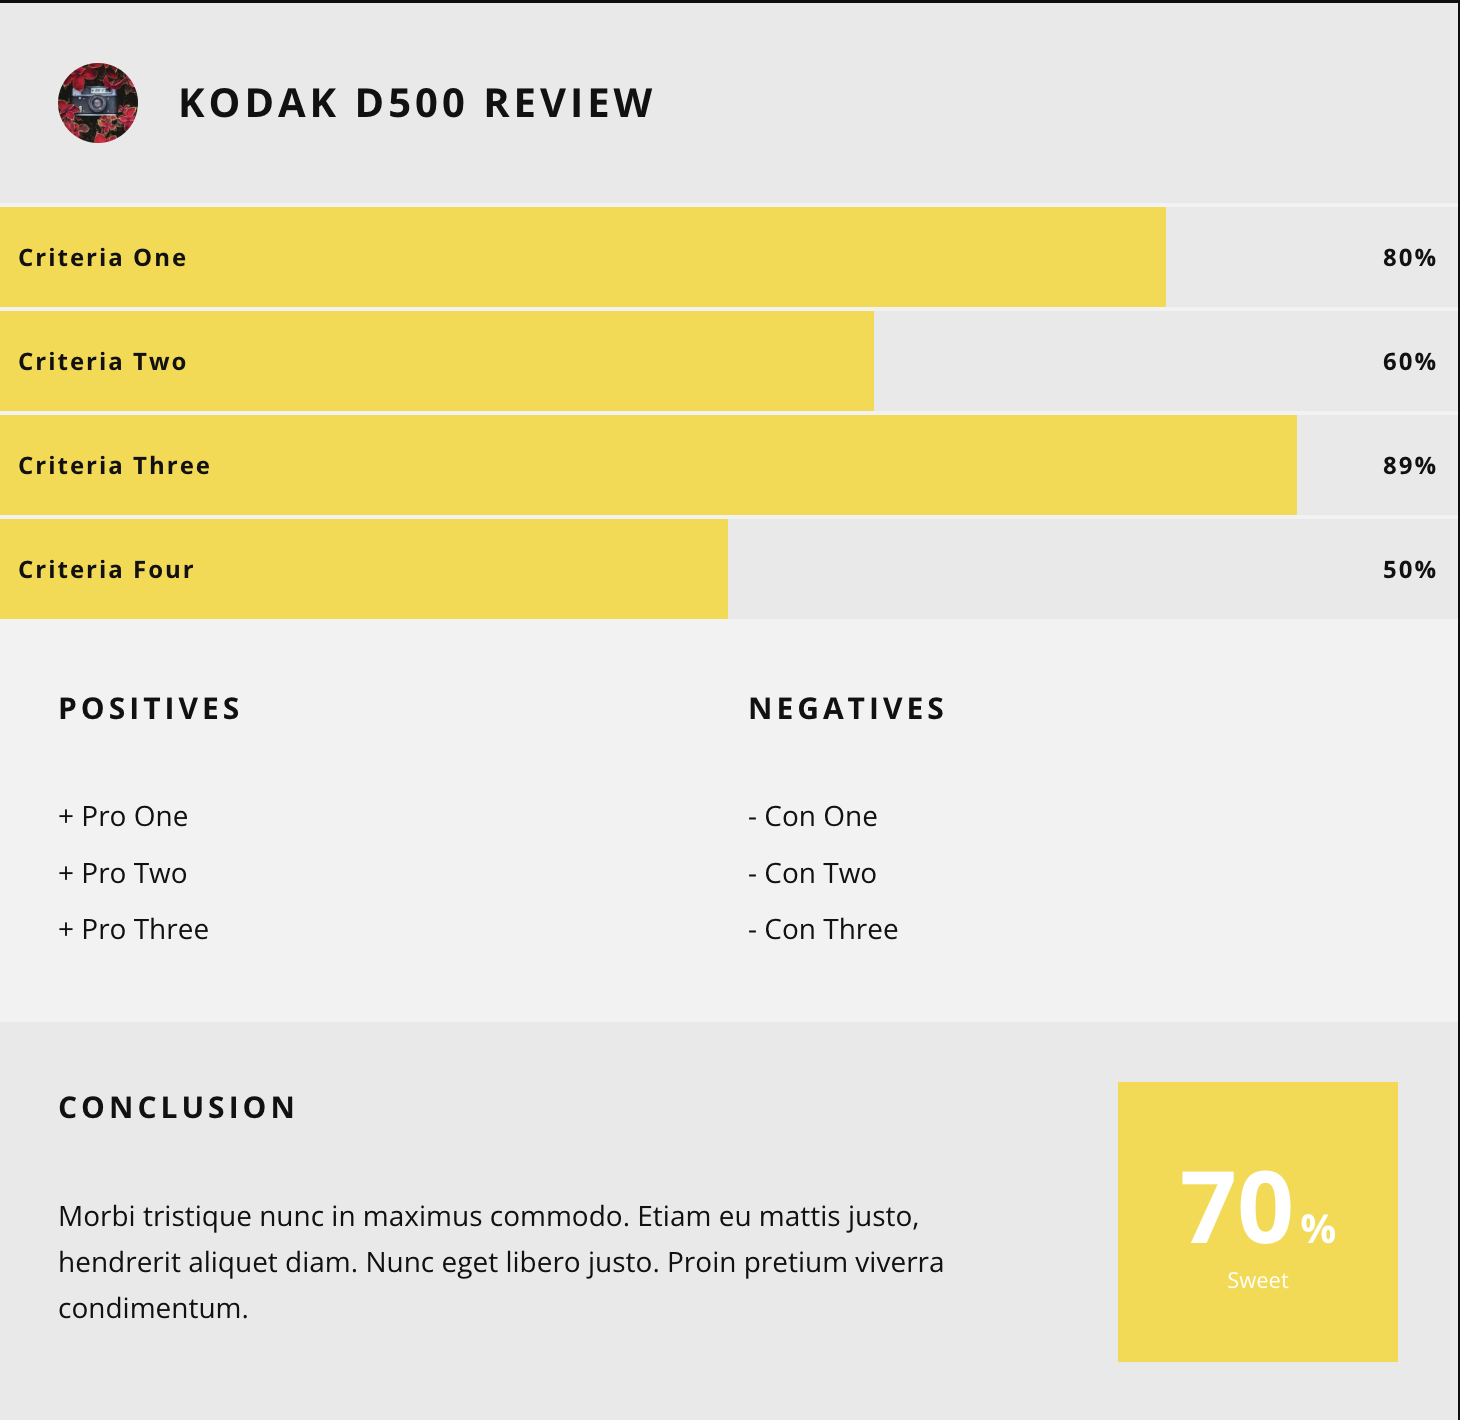 KODAK D500 REVIEW
Criteria One 80%
Criteria Two 60%
Criteria Three 89%
Criteria Four 50%
POSITIVES
+ Pro One
+ Pro Two
+ Pro Three
NEGATIVES
- Con One
- Con Two
- Con Three
CONCLUSION
Morbi tristique nunc in maximus commodo. Etiam eu mattis justo,
hendrerit aliquet diam. Nunc eget libero justo. Proin pretium viverra
condimentum.
70 %
Sweet